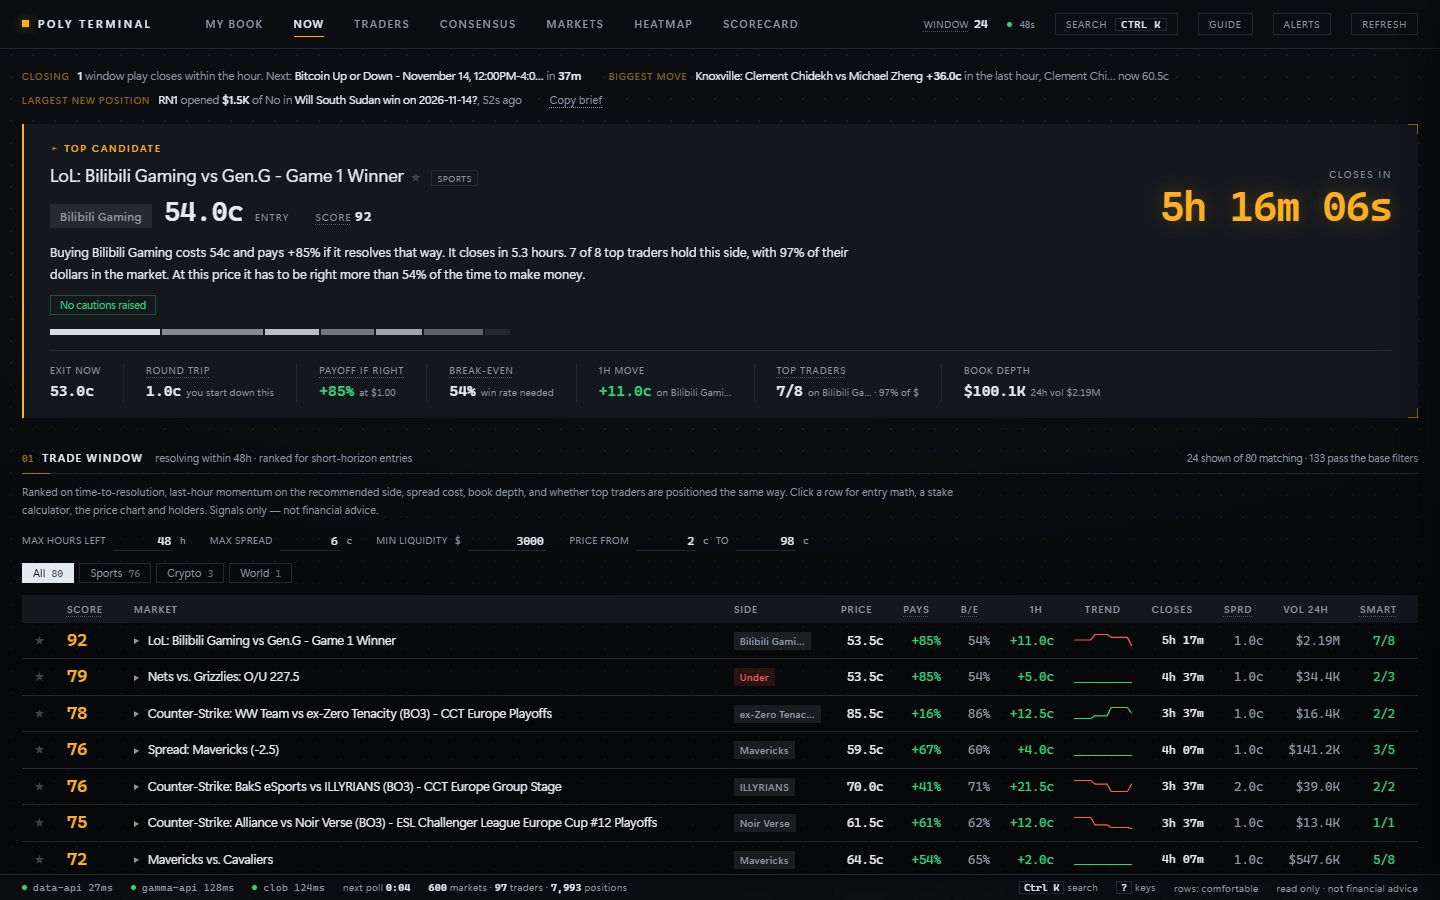 POLY TERMINAL MY BOOK NOW TRADERS CONSENSUS MARKETS HEATMAP SCORECARD WINDOW 24 48s SEARCH CTRL K GUIDE ALERTS REFRESH
CLOSING 1 window play closes within the hour. Next: Bitcoin Up or Down - November 14, 12:00PM-4:0... in 37m BIGGEST MOVE Knoxville: Clement Chidekh vs Michael Zheng +36.0c in the last hour, Clement Chi... now 60.5c
LARGEST NEW POSITION RN1 opened $1.5K of No in Will South Sudan win on 2026-11-14?, 52s ago Copy brief
TOP CANDIDATE
LoL: Bilibili Gaming vs Gen.G - Game 1 Winner ★ SPORTS
CLOSES IN
5h 16m 06s
Bilibili Gaming 54.0c ENTRY SCORE 92
Buying Bilibili Gaming costs 54c and pays +85% if it resolves that way. It closes in 5.3 hours. 7 of 8 top traders hold this side, with 97% of their
dollars in the market. At this price it has to be right more than 54% of the time to make money.
No cautions raised
EXIT NOW ROUND TRIP PAYOFF IF RIGHT BREAK-EVEN 1H MOVE TOP TRADERS BOOK DEPTH
53.0c 1.0c you start down this +85% at $1.00 54% win rate needed +11.0c on Bilibili Gami... 7/8 on Bilibili Ga... · 97% of $ $100.1K 24h vol $2.19M
01 TRADE WINDOW resolving within 48h · ranked for short-horizon entries 24 shown of 80 matching · 133 pass the base filters
Ranked on time-to-resolution, last-hour momentum on the recommended side, spread cost, book depth, and whether top traders are positioned the same way. Click a row for entry math, a stake
calculator, the price chart and holders. Signals only — not financial advice.
MAX HOURS LEFT 48 h MAX SPREAD 6 c MIN LIQUIDITY $ 3000 PRICE FROM 2 c TO 98 c
All 80 Sports 76 Crypto 3 World 1
SCORE MARKET SIDE PRICE PAYS B/E 1H TREND CLOSES SPRD VOL 24H SMART
★ 92 ▸ LoL: Bilibili Gaming vs Gen.G - Game 1 Winner Bilibili Gami... 53.5c +85% 54% +11.0c 5h 17m 1.0c $2.19M 7/8
★ 79 ▸ Nets vs. Grizzlies: O/U 227.5 Under 53.5c +85% 54% +5.0c 4h 37m 1.0c $34.4K 2/3
★ 78 ▸ Counter-Strike: WW Team vs ex-Zero Tenacity (BO3) - CCT Europe Playoffs ex-Zero Tenac... 85.5c +16% 86% +12.5c 3h 37m 1.0c $16.4K 2/2
★ 76 ▸ Spread: Mavericks (-2.5) Mavericks 59.5c +67% 60% +4.0c 4h 07m 1.0c $141.2K 3/5
★ 76 ▸ Counter-Strike: BakS eSports vs ILLYRIANS (BO3) - CCT Europe Group Stage ILLYRIANS 70.0c +41% 71% +21.5c 3h 37m 2.0c $39.0K 2/2
★ 75 ▸ Counter-Strike: Alliance vs Noir Verse (BO3) - ESL Challenger League Europe Cup #12 Playoffs Noir Verse 61.5c +61% 62% +12.0c 3h 37m 1.0c $13.4K 1/1
★ 72 ▸ Mavericks vs. Cavaliers Mavericks 64.5c +54% 65% +2.0c 4h 07m 1.0c $547.6K 5/8
data-api 27ms gamma-api 128ms clob 124ms next poll 0:04 600 markets · 97 traders · 7,993 positions Ctrl K search ? keys rows: comfortable read only · not financial advice